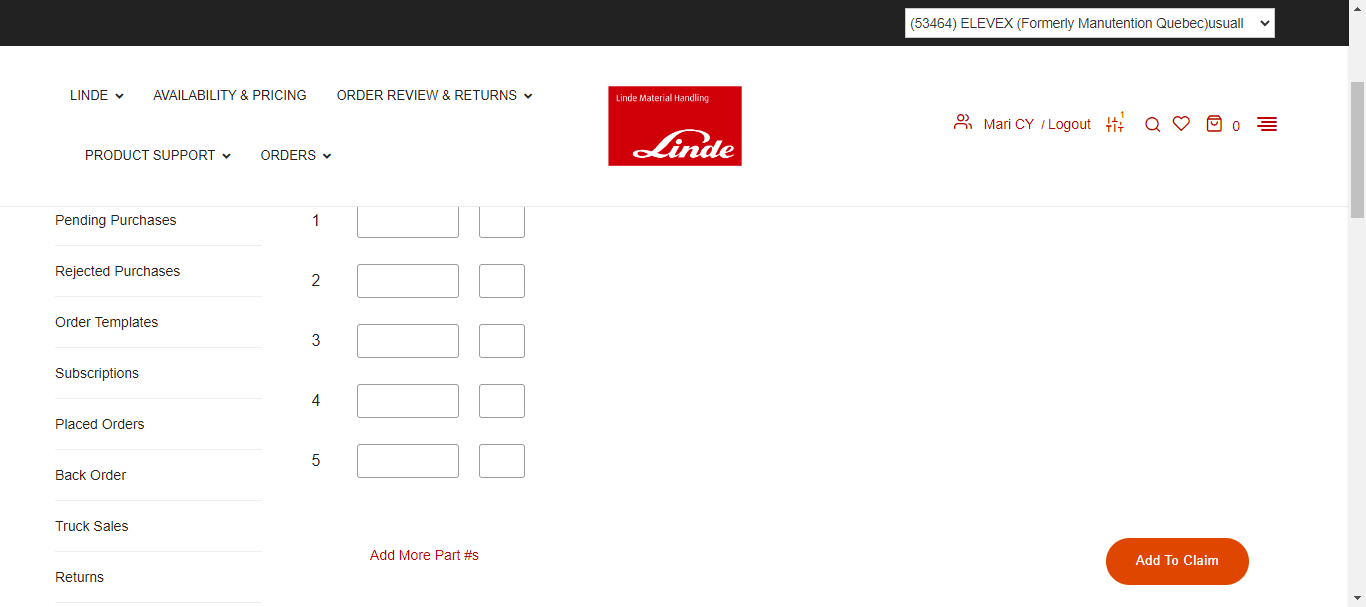 (53464) ELEVEX (Formerly Manutention Quebec)usuall
LINDE
AVAILABILITY & PRICING
ORDER REVIEW & RETURNS
PRODUCT SUPPORT
ORDERS
Linde Material Handling
Linde
Mari CY / Logout
1
0
Pending Purchases
Rejected Purchases
Order Templates
Subscriptions
Placed Orders
Back Order
Truck Sales
Returns
1
2
3
4
5
Add More Part #s
Add To Claim